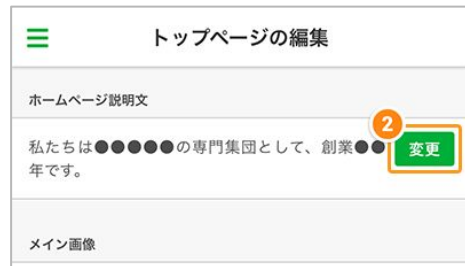 トップページの編集
ホームページ説明文
2
私たちは●●●●●の専門集団として、創業●●
変更
年です。
メイン画像